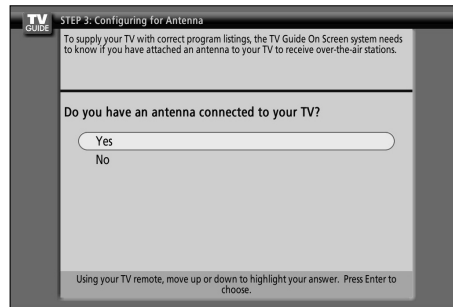 TV
GUIDE
STEP 3: Configuring for Antenna
To supply your TV with correct program listings, the TV Guide On Screen system needs
to know if you have attached an antenna to your TV to receive over-the-air stations.
Do you have an antenna connected to your TV?
Yes
No
Using your TV remote, move up or down to highlight your answer. Press Enter to
choose.